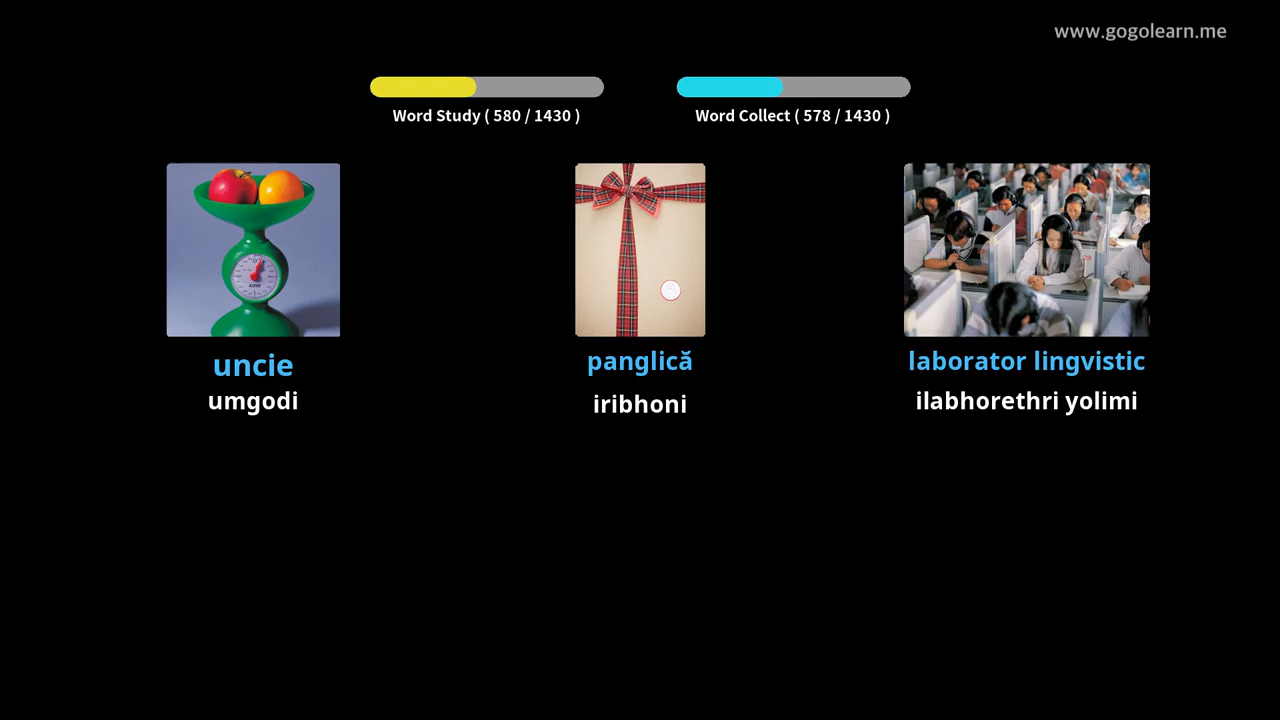 www.gogolearn.me
Word Study ( 580 / 1430 )
Word Collect ( 578 / 1430 )
uncie
panglică
laborator lingvistic
umgodi
iribhoni
ilabhorethri yolimi